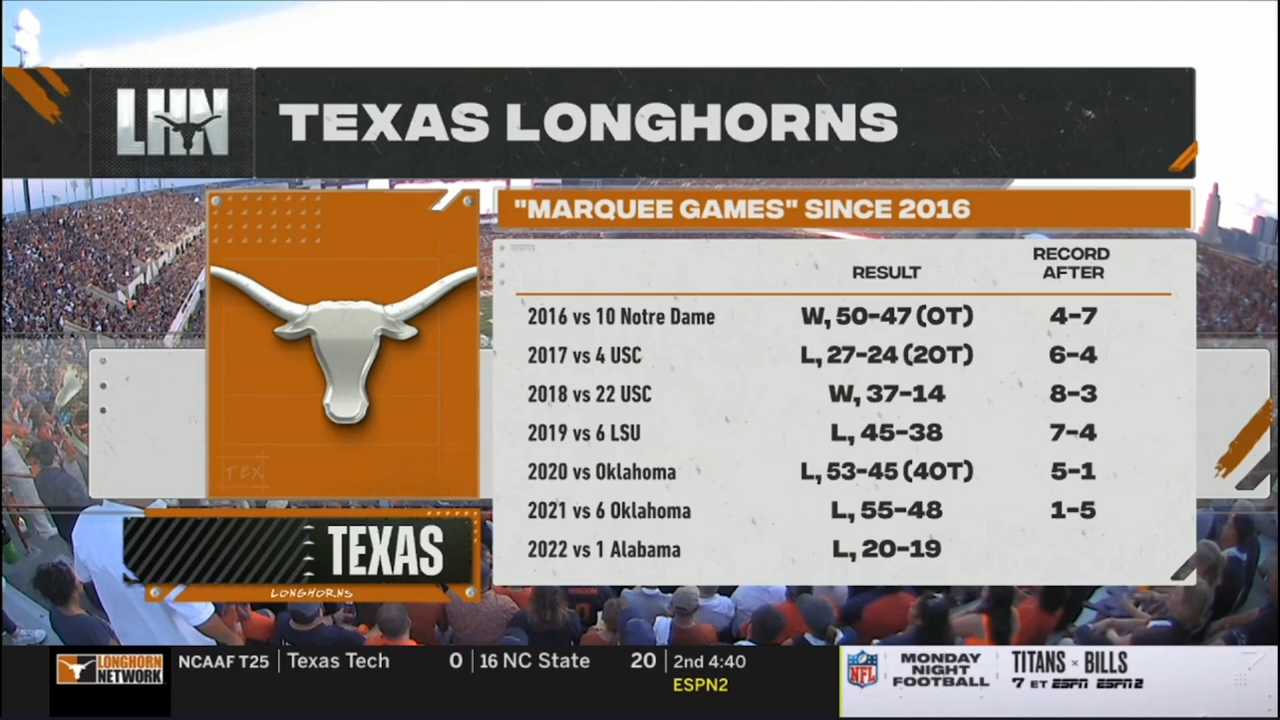 LHN
TEXAS LONGHORNS
"MARQUEE GAMES" SINCE 2016
ESPN
RESULT
RECORD
AFTER
2016 vs 10 Notre Dame W, 50-47 (OT) 4-7
2017 vs 4 USC L, 27-24 (2OT) 6-4
2018 vs 22 USC W, 37-14 8-3
2019 vs 6 LSU L, 45-38 7-4
2020 vs Oklahoma L, 53-45 (4OT) 5-1
2021 vs 6 Oklahoma L, 55-48 1-5
2022 vs 1 Alabama L, 20-19
TEX
TEXAS
LONGHORNS
LONGHORN
NETWORK
NCAAF T25 Texas Tech 0 16 NC State 20 2nd 4:40
ESPN2
NFL
MONDAY
NIGHT
FOOTBALL
TITANS × BILLS
7 ET ESPN ESPN2